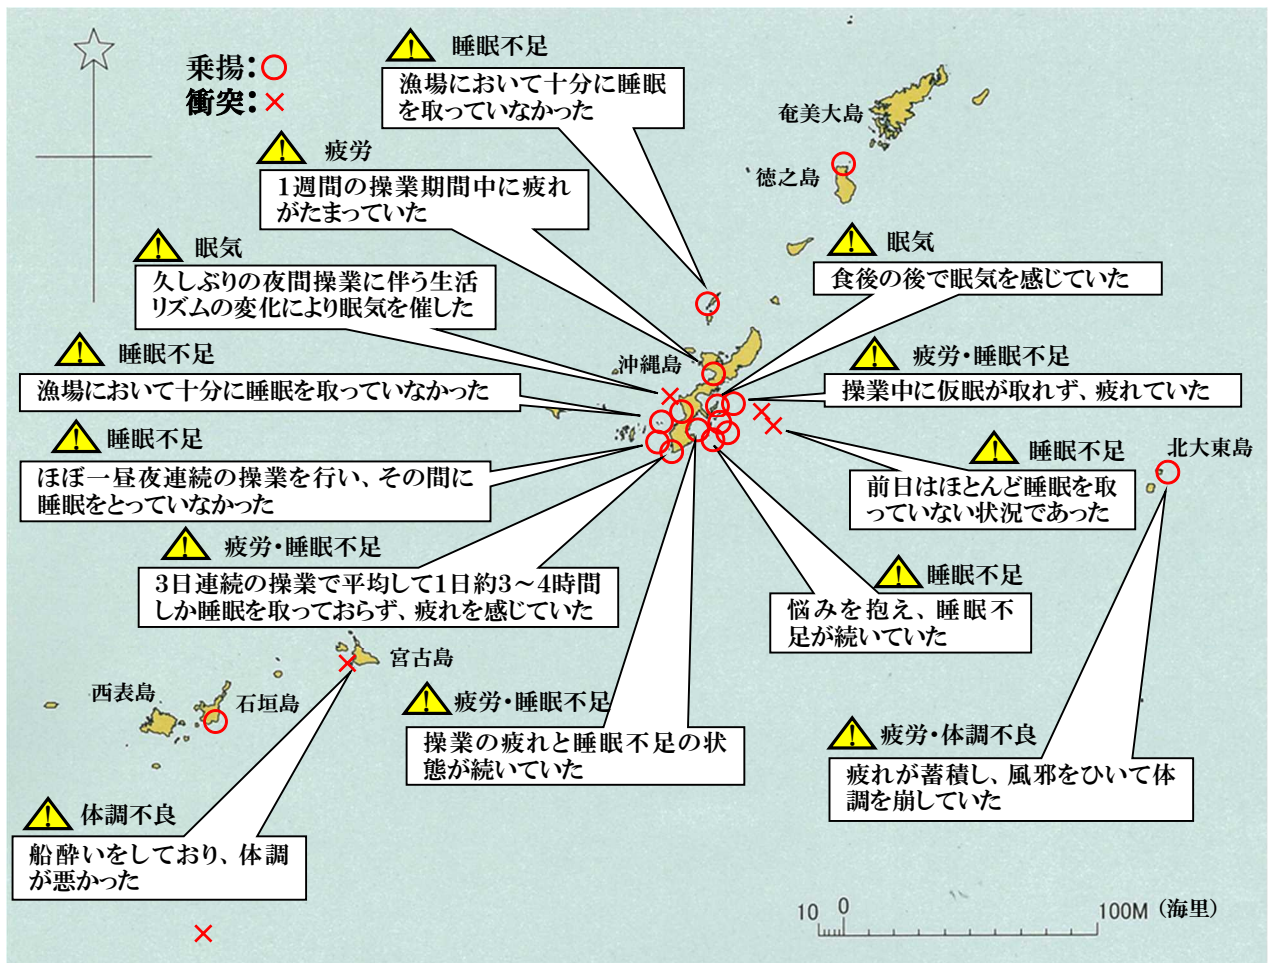 乗揚:
衝突:
睡眠不足
漁場において十分に睡眠
を取っていなかった
疲労
1週間の操業期間中に疲れ
がたまっていた
眠気
久しぶりの夜間操業に伴う生活
リズムの変化により眠気を催した
睡眠不足
漁場において十分に睡眠を取っていなかった
睡眠不足
ほぼ一昼夜連続の操業を行い、その間に
睡眠をとっていなかった
疲労・睡眠不足
3日連続の操業で平均して1日約3～4時間
しか睡眠を取っておらず、疲れを感じていた
奄美大島
徳之島
眠気
食後の後で眠気を感じていた
沖縄島
疲労・睡眠不足
操業中に仮眠が取れず、疲れていた
睡眠不足
前日はほとんど睡眠を取
っていない状況であった
北大東島
睡眠不足
悩みを抱え、睡眠不
足が続いていた
宮古島
西表島
石垣島
疲労・睡眠不足
操業の疲れと睡眠不足の状
態が続いていた
疲労・体調不良
疲れが蓄積し、風邪をひいて体
調を崩していた
体調不良
船酔いをしており、体調
が悪かった
10 0 100M (海里)